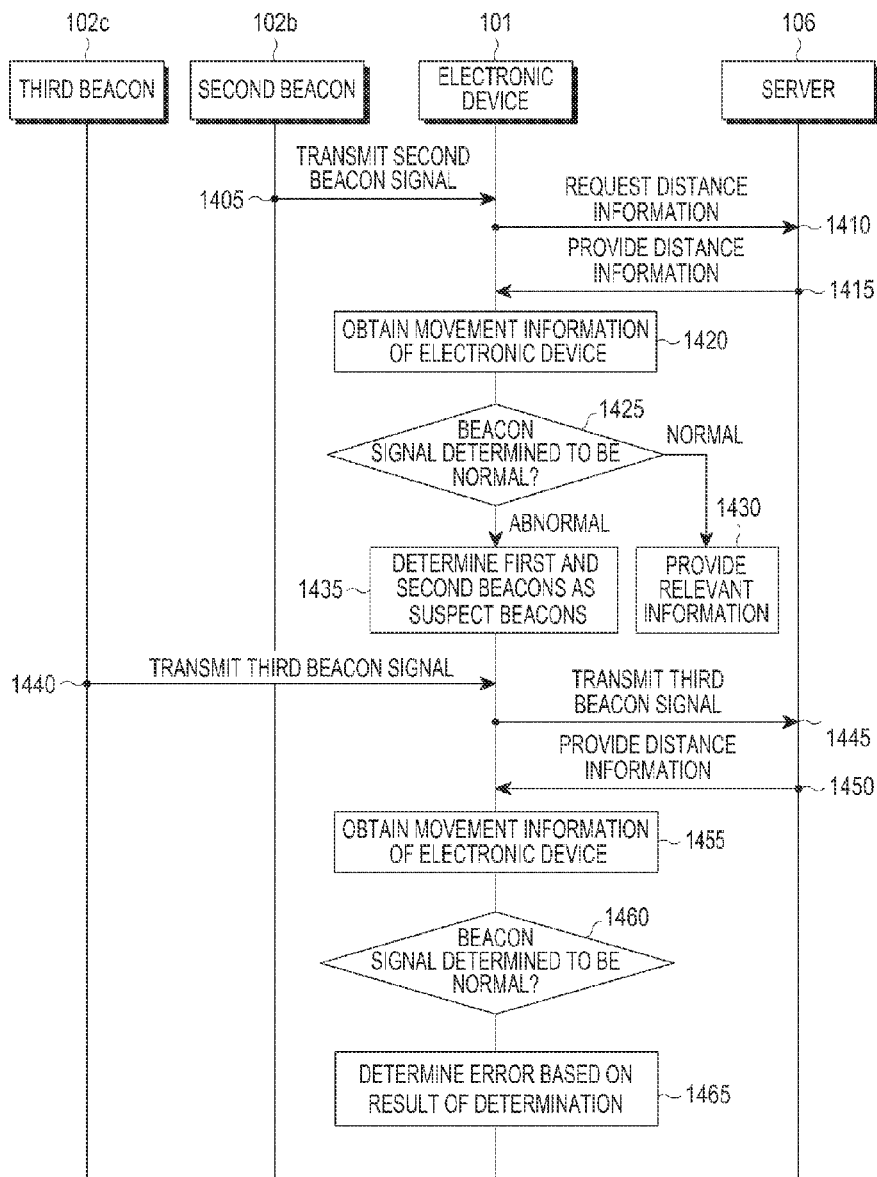 102c
102b
101
106
THIRD BEACON
SECOND BEACON
ELECTRONIC
DEVICE
SERVER
TRANSMIT SECOND
BEACON SIGNAL
1405
REQUEST DISTANCE
INFORMATION
1410
PROVIDE DISTANCE
INFORMATION
1415
OBTAIN MOVEMENT INFORMATION
OF ELECTRONIC DEVICE
1420
1425
BEACON
SIGNAL DETERMINED TO BE
NORMAL?
NORMAL
ABNORMAL
1430
PROVIDE
RELEVANT
INFORMATION
1435
DETERMINE FIRST AND
SECOND BEACONS AS
SUSPECT BEACONS
1440
TRANSMIT THIRD BEACON SIGNAL
TRANSMIT THIRD
BEACON SIGNAL
1445
PROVIDE DISTANCE
INFORMATION
1450
OBTAIN MOVEMENT INFORMATION
OF ELECTRONIC DEVICE
1455
1460
BEACON
SIGNAL DETERMINED TO BE
NORMAL?
DETERMINE ERROR BASED ON
RESULT OF DETERMINATION
1465